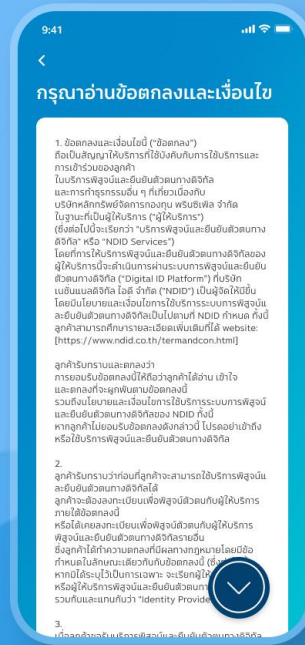 9:41
กรุณาอ่านข้อตกลงและเงื่อนไข
1. ข้อตกลงและเงื่อนไขนี้ (“ข้อตกลง”)
ถือเป็นสัญญาให้บริการที่ใช้บังคับกับการใช้บริการและ
การเข้าร่วมของลูกค้า
ในบริการพิสูจน์และยืนยันตัวตนทางดิจิทัล
และการทำธุรกรรมอื่น ๆ ที่เกี่ยวเนื่องกับ
บริษัทหลักทรัพย์จัดการกองทุน พรินซิเพิล จำกัด
ในฐานะที่เป็นผู้ให้บริการ (“ผู้ให้บริการ”)
(ซึ่งต่อไปนี้จะเรียกว่า “บริการพิสูจน์และยืนยันตัวตนทาง
ดิจิทัล” หรือ “NDID Services”)
โดยที่การให้บริการพิสูจน์และยืนยันตัวตนทางดิจิทัลของ
ผู้ให้บริการนี้จะดำเนินการผ่านระบบการพิสูจน์และยืนยัน
ตัวตนทางดิจิทัล (“Digital ID Platform”) ที่บริษัท
เนชั่นแนลดิจิทัล ไอดี จำกัด (“NDID”) เป็นผู้จัดให้มีขึ้น
โดยมีนโยบายและเงื่อนไขการใช้บริการระบบการพิสูจน์แ
ละยืนยันตัวตนทางดิจิทัลเป็นไปตามที่ NDID กำหนด ทั้งนี้
ลูกค้าสามารถศึกษารายละเอียดเพิ่มเติมที่ได้ website:
[https://www.ndid.co.th/termandcon.html]
ลูกค้ารับทราบและตกลงว่า
การยอมรับข้อตกลงนี้ให้ถือว่าลูกค้าได้อ่าน เข้าใจ
และตกลงที่จะผูกพันตามข้อตกลงนี้
รวมถึงนโยบายและเงื่อนไขการใช้บริการระบบการพิสูจน์
และยืนยันตัวตนทางดิจิทัลของ NDID ทั้งนี้
หากลูกค้าไม่ยอมรับข้อตกลงดังกล่าวนี้ โปรดอย่าเข้าถึง
หรือใช้บริการพิสูจน์และยืนยันตัวตนทางดิจิทัล
2.
ลูกค้ารับทราบว่าก่อนที่ลูกค้าจะสามารถใช้บริการพิสูจน์แ
ละยืนยันตัวตนทางดิจิทัลได้
ลูกค้าจะต้องลงทะเบียนเพื่อพิสูจน์ตัวตนกับผู้ให้บริการ
ภายใต้ข้อตกลงนี้
หรือได้เคยลงทะเบียนเพื่อพิสูจน์ตัวตนกับผู้ให้บริการ
พิสูจน์และยืนยันตัวตนทางดิจิทัลรายอื่น
ซึ่งลูกค้าได้ทำความตกลงที่มีผลทางกฎหมายโดยมีข้อ
กำหนดในลักษณะเดียวกันกับข้อตกลงนี้
หากมิได้ระบุไว้เป็นการเฉพาะ จะเรียกผู้ให้
หรือผู้ให้บริการพิสูจน์และยืนยันตัวตน
รวมกันและแทนกันว่า “Identity Provide
3.
เมื่อลูกค้าขอรับบริการพิสูจน์และยืนยันตัวตนทางดิจิทัล